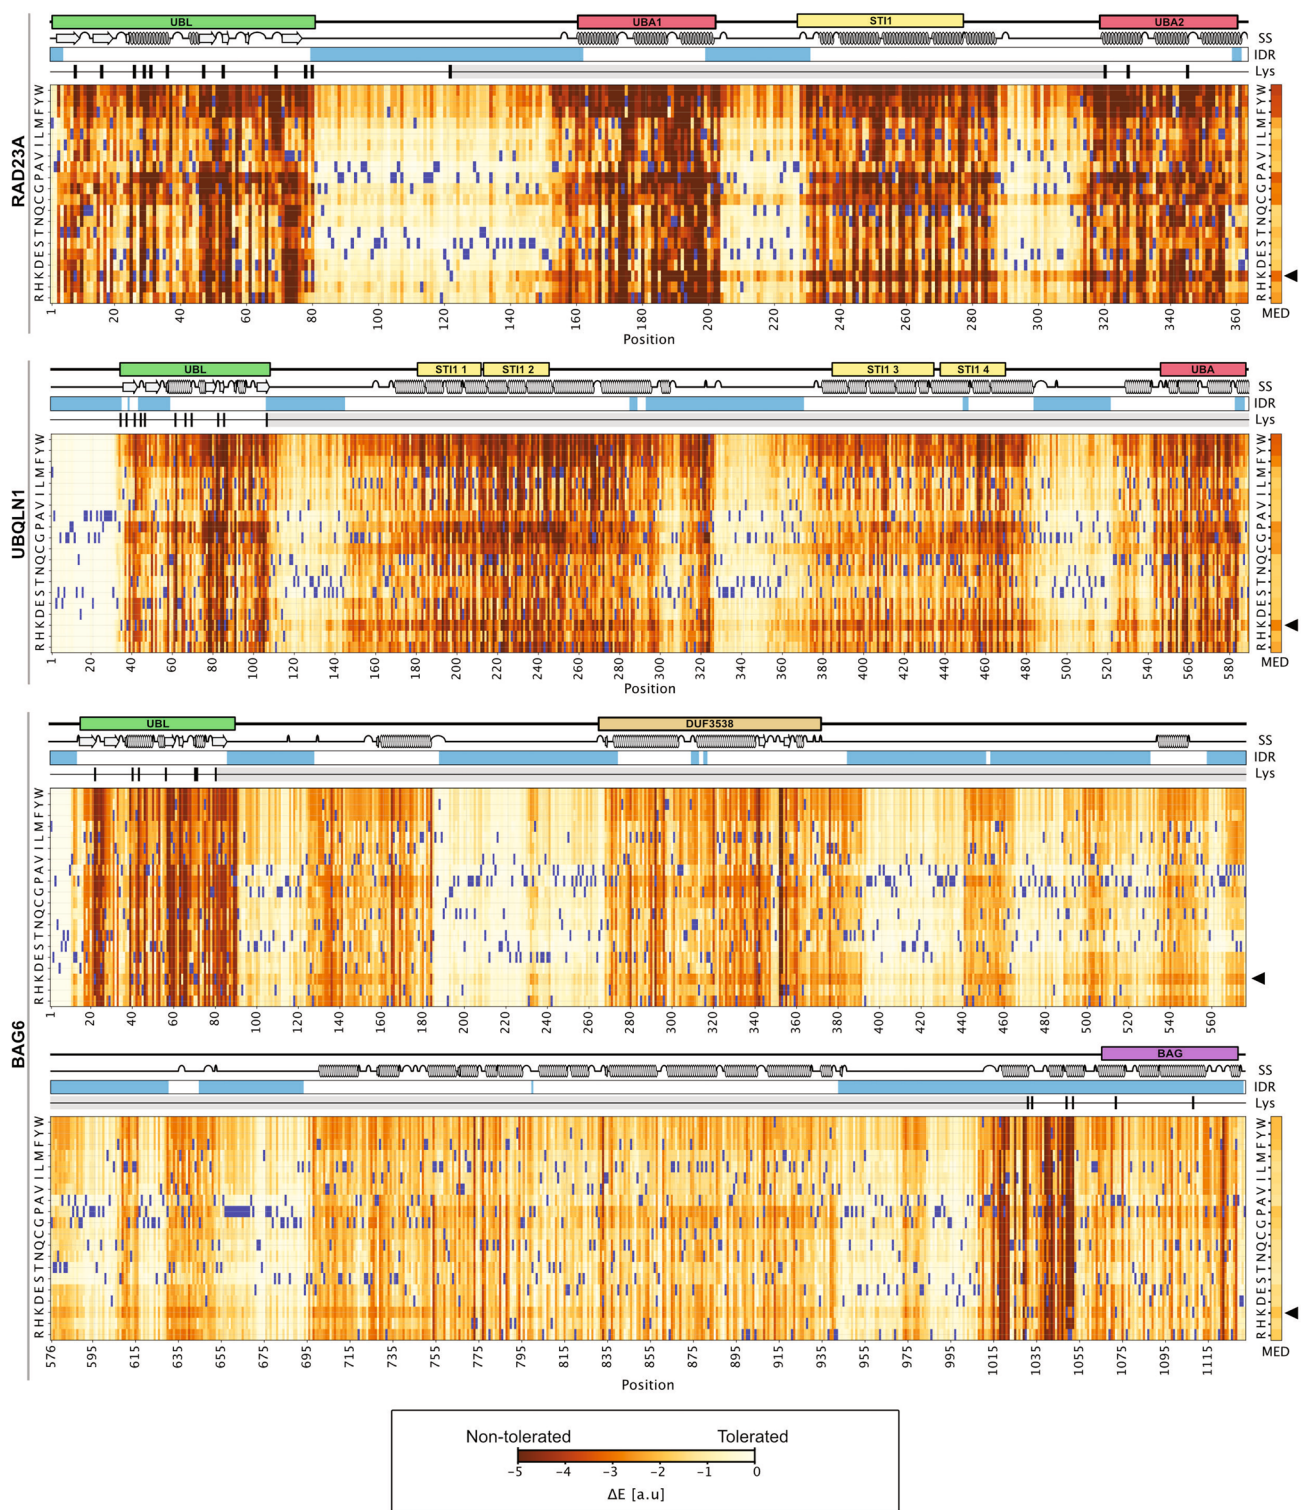 UBL UBA1 STI1 UBA2
SS
IDR
Lys
RAD23A
R H K D E S T N Q C G P A V I L M F Y W
R H K D E S T N Q C G P A V I L M F Y W
1 20 40 60 80 100 120 140 160 180 200 220 240 260 280 300 320 340 360
MED
Position
UBL STI1 1 STI1 2 STI1 3 STI1 4 UBA
SS
IDR
Lys
UBQLN1
R H K D E S T N Q C G P A V I L M F Y W
R H K D E S T N Q C G P A V I L M F Y W
1 20 40 60 80 100 120 140 160 180 200 220 240 260 280 300 320 340 360 380 400 420 440 460 480 500 520 540 560 580
MED
Position
UBL DUF3538
SS
IDR
Lys
BAG6
R H K D E S T N Q C G P A V I L M F Y W
1 20 40 60 80 100 120 140 160 180 200 220 240 260 280 300 320 340 360 380 400 420 440 460 480 500 520 540 560
BAG
SS
IDR
Lys
R H K D E S T N Q C G P A V I L M F Y W
R H K D E S T N Q C G P A V I L M F Y W
576 595 615 635 655 675 695 715 735 755 775 795 815 835 855 875 895 915 935 955 975 995 1015 1035 1055 1075 1095 1115
MED
Position
Non-tolerated Tolerated
-5 -4 -3 -2 -1 0
ΔE [a.u]